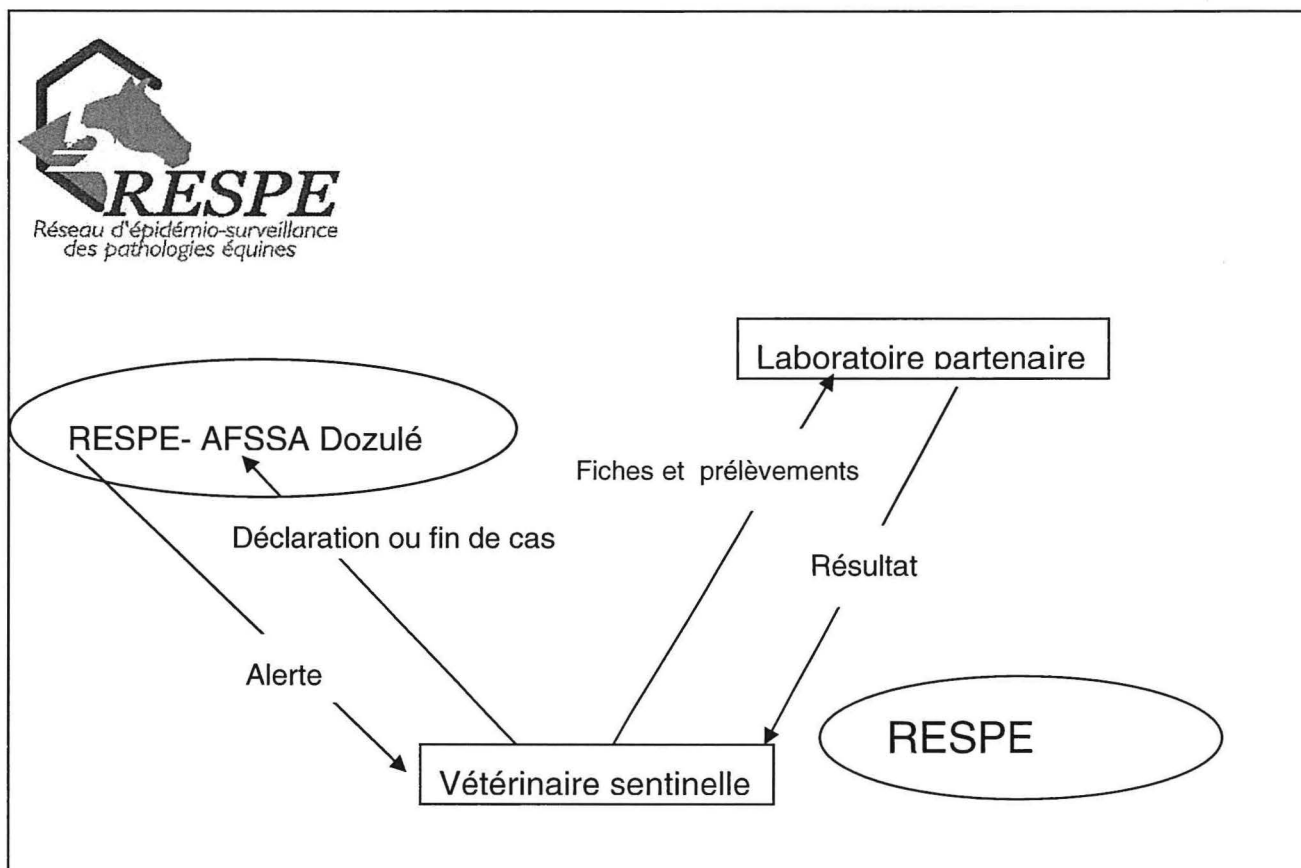 RESPE
Réseau d'épidémio-surveillance
des pathologies équines
Laboratoire partenaire
RESPE- AFSSA Dozulé
Fiches et prélèvements
Déclaration ou fin de cas
Résultat
Alerte
RESPE
Vétérinaire sentinelle